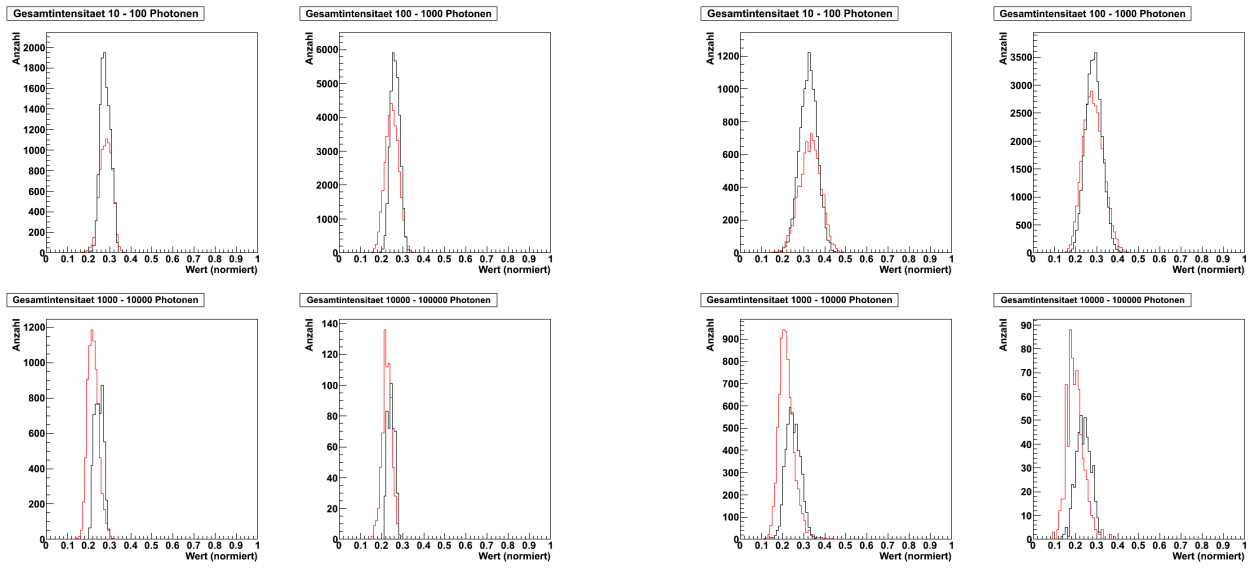 Gesamtintensitaet 10 - 100 Photonen
Anzahl
2000
1800
1600
1400
1200
1000
800
600
400
200
0
0 0.1 0.2 0.3 0.4 0.5 0.6 0.7 0.8 0.9 1
Wert (normiert)
Gesamtintensitaet 100 - 1000 Photonen
Anzahl
6000
5000
4000
3000
2000
1000
0
0 0.1 0.2 0.3 0.4 0.5 0.6 0.7 0.8 0.9 1
Wert (normiert)
Gesamtintensitaet 10 - 100 Photonen
Anzahl
1200
1000
800
600
400
200
0
0 0.1 0.2 0.3 0.4 0.5 0.6 0.7 0.8 0.9 1
Wert (normiert)
Gesamtintensitaet 100 - 1000 Photonen
Anzahl
3500
3000
2500
2000
1500
1000
500
0
0 0.1 0.2 0.3 0.4 0.5 0.6 0.7 0.8 0.9 1
Wert (normiert)
Gesamtintensitaet 1000 - 10000 Photonen
Anzahl
1200
1000
800
600
400
200
0
0 0.1 0.2 0.3 0.4 0.5 0.6 0.7 0.8 0.9 1
Wert (normiert)
Gesamtintensitaet 10000 - 100000 Photonen
Anzahl
140
120
100
80
60
40
20
0
0 0.1 0.2 0.3 0.4 0.5 0.6 0.7 0.8 0.9 1
Wert (normiert)
Gesamtintensitaet 1000 - 10000 Photonen
Anzahl
900
800
700
600
500
400
300
200
100
0
0 0.1 0.2 0.3 0.4 0.5 0.6 0.7 0.8 0.9 1
Wert (normiert)
Gesamtintensitaet 10000 - 100000 Photonen
Anzahl
90
80
70
60
50
40
30
20
10
0
0 0.1 0.2 0.3 0.4 0.5 0.6 0.7 0.8 0.9 1
Wert (normiert)